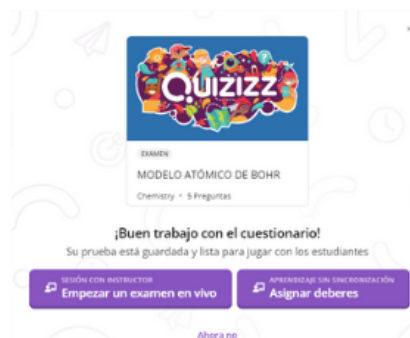 QUIZIZZ
EXAMEN
MODELO ATÓMICO DE BOHR
Chemistry • 5 Preguntas
¡Buen trabajo con el cuestionario!
Su prueba está guardada y lista para jugar con los estudiantes
SESIÓN CON INSTRUCTOR
Empezar un examen en vivo
APRENDIZAJE SIN SINCRONIZACIÓN
Asignar deberes
Ahora no